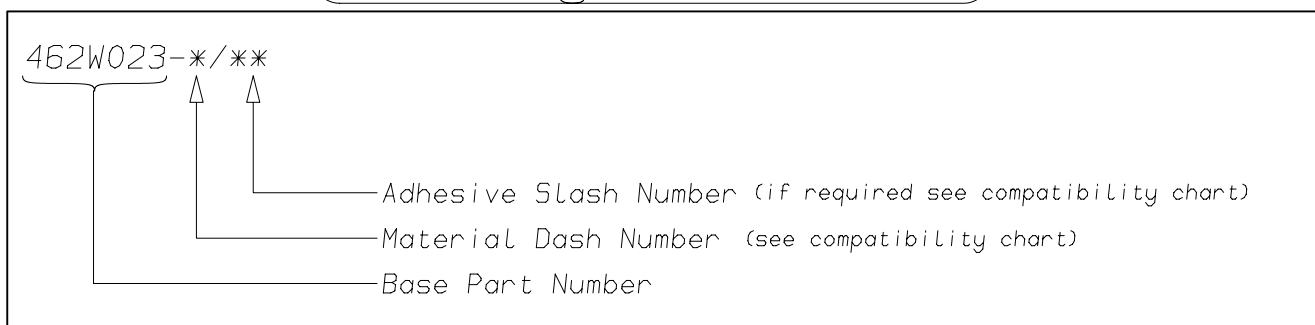 462W023-*/**
Adhesive Slash Number (if required see compatibility chart)
Material Dash Number (see compatibility chart)
Base Part Number